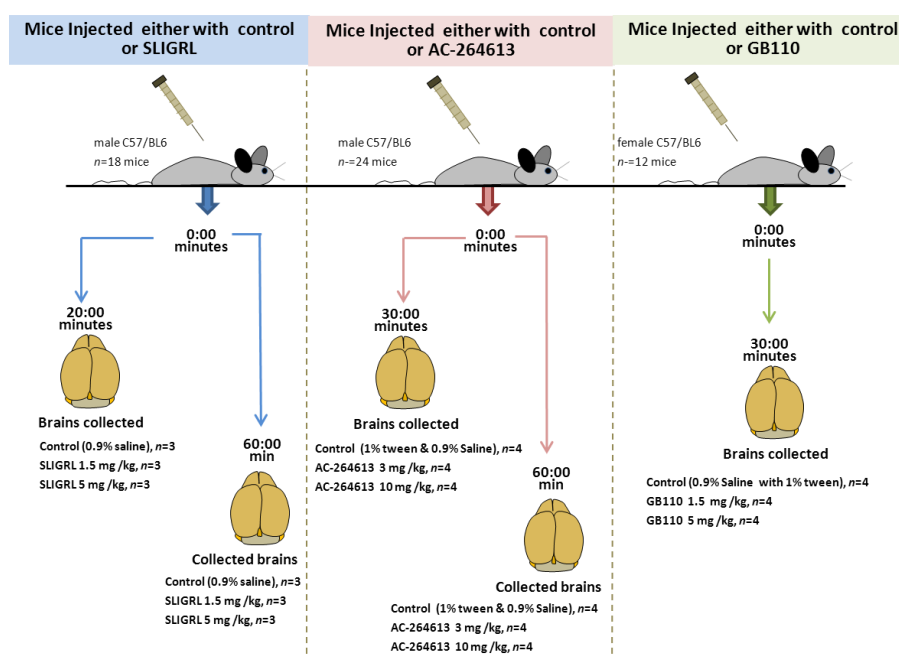 Mice Injected either with control
or SLIGRL
male C57/BL6
n=18 mice
0:00
minutes
20:00
minutes
Brains collected
Control (0.9% saline), n=3
SLIGRL 1.5 mg /kg, n=3
SLIGRL 5 mg /kg, n=3
60:00
min
Collected brains
Control (0.9% saline), n=3
SLIGRL 1.5 mg /kg, n=3
SLIGRL 5 mg /kg, n=3
Mice Injected either with control
or AC-264613
male C57/BL6
n-=24 mice
0:00
minutes
30:00
minutes
Brains collected
Control (1% tween & 0.9% Saline), n=4
AC-264613 3 mg /kg, n=4
AC-264613 10 mg /kg, n=4
60:00
min
Collected brains
Control (1% tween & 0.9% Saline), n=4
AC-264613 3 mg /kg, n=4
AC-264613 10 mg /kg, n=4
Mice Injected either with control
or GB110
female C57/BL6
n-=12 mice
0:00
minutes
30:00
minutes
Brains collected
Control (0.9% Saline with 1% tween), n=4
GB110 1.5 mg /kg, n=4
GB110 5 mg /kg, n=4